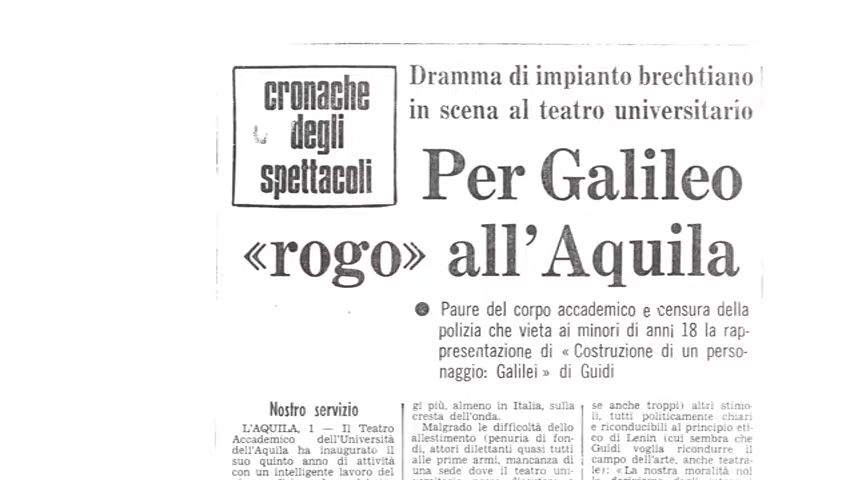 cronache
degli
spettacoli
Dramma di impianto brechtiano
in scena al teatro universitario
Per Galileo
«rogo» all'Aquila
● Paure del corpo accademico e censura della
polizia che vieta ai minori di anni 18 la rap-
presentazione di « Costruzione di un perso-
naggio: Galilei » di Guidi
Nostro servizio
L'AQUILA, 1 — Il Teatro
Accademico dell'Università
dell'Aquila ha inaugurato il
suo quinto anno di attività
con un intelligente lavoro del
gi più, almeno in Italia, sulla
cresta dell'onda.
Malgrado le difficoltà dello
allestimento (penuria di fon-
di, attori dilettanti quasi tutti
alle prime armi, mancanza di
una sede dove il teatro uni-
se anche troppi) altri stimo-
li, tutti politicamente chiari
e riconducibili al principio eti-
co di Lenin (cui sembra che
Guidi voglia ricondurre il
campo dell'arte, anche teatra-
le): «La nostra moralità noi